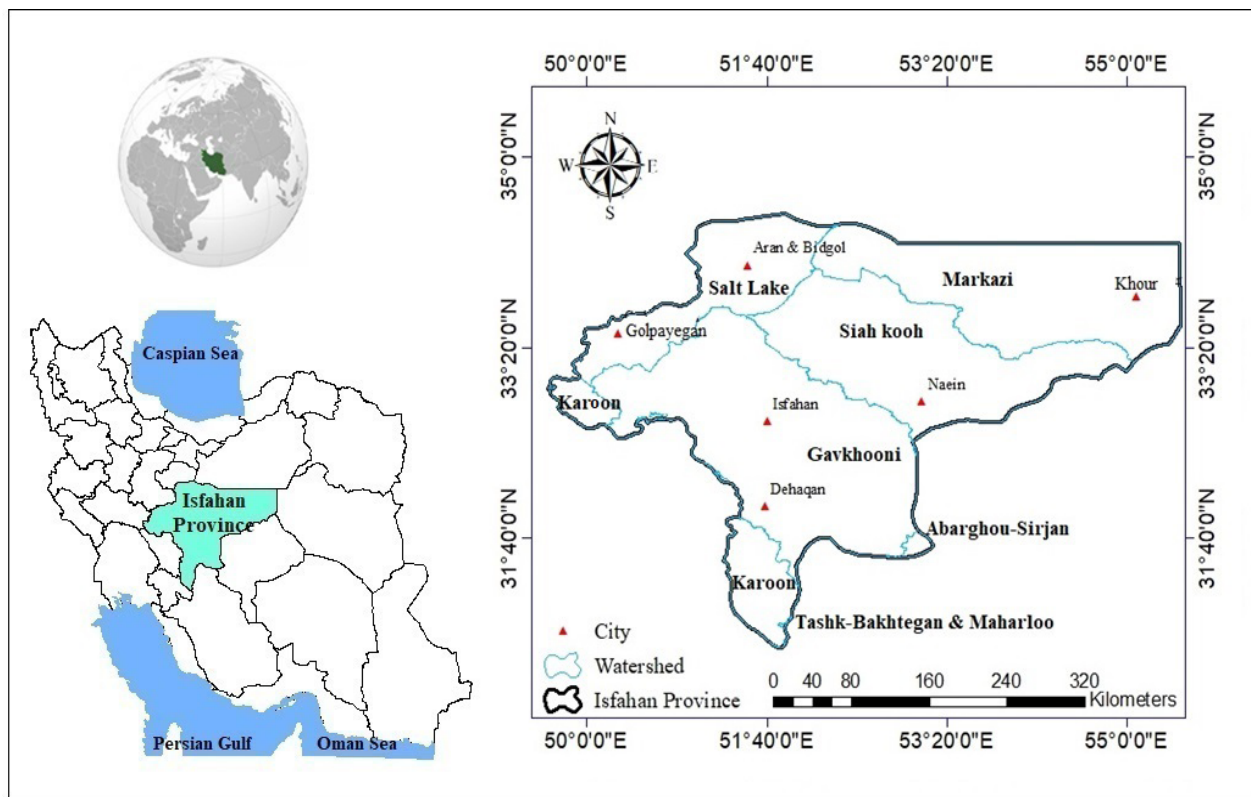 Caspian Sea
Isfahan
Province
Persian Gulf
Oman Sea
50°0'0"E
51°40'0"E
53°20'0"E
55°0'0"E
35°0'0"N
33°20'0"N
31°40'0"N
35°0'0"N
33°20'0"N
31°40'0"N
N
W
E
S
Aran & Bidgol
Salt Lake
Markazi
Khour
Golpayegan
Siah kooh
Karoon
Naein
Isfahan
Gavkhooni
Dehaqan
Abarghou-Sirjan
Karoon
Tashk-Bakhtegan & Maharloo
City
Watershed
Isfahan Province
0 40 80 160 240 320
Kilometers
50°0'0"E
51°40'0"E
53°20'0"E
55°0'0"E